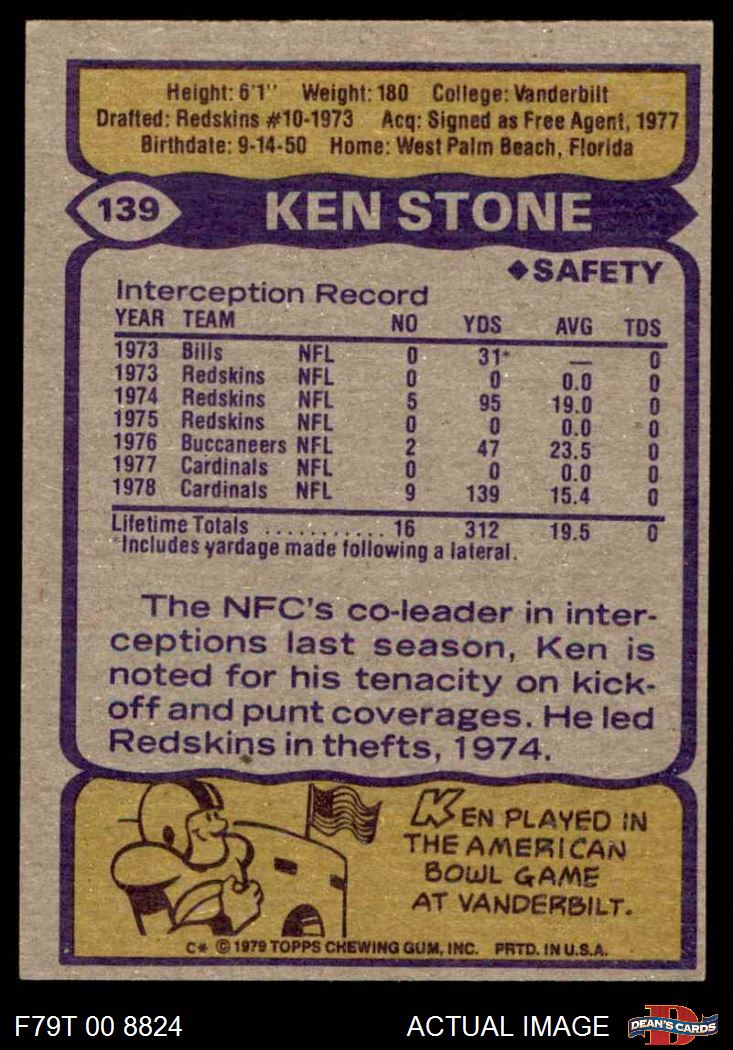 Height: 6'1" Weight: 180 College: Vanderbilt
Drafted: Redskins #10-1973 Acq: Signed as Free Agent, 1977
Birthdate: 9-14-50 Home: West Palm Beach, Florida
139 KEN STONE
◆SAFETY
Interception Record
YEAR TEAM NO YDS AVG TDS
1973 Bills NFL 0 31* — 0
1973 Redskins NFL 0 0 0.0 0
1974 Redskins NFL 5 95 19.0 0
1975 Redskins NFL 0 0 0.0 0
1976 Buccaneers NFL 2 47 23.5 0
1977 Cardinals NFL 0 0 0.0 0
1978 Cardinals NFL 9 139 15.4 0
Lifetime Totals ........... 16 312 19.5 0
*Includes yardage made following a lateral.
The NFC's co-leader in inter-
ceptions last season, Ken is
noted for his tenacity on kick-
off and punt coverages. He led
Redskins in thefts, 1974.
KEN PLAYED IN
THE AMERICAN
BOWL GAME
AT VANDERBILT.
C* © 1979 TOPPS CHEWING GUM, INC. PRTD. IN U.S.A.
F79T 00 8824 ACTUAL IMAGE DEAN'S CARDS